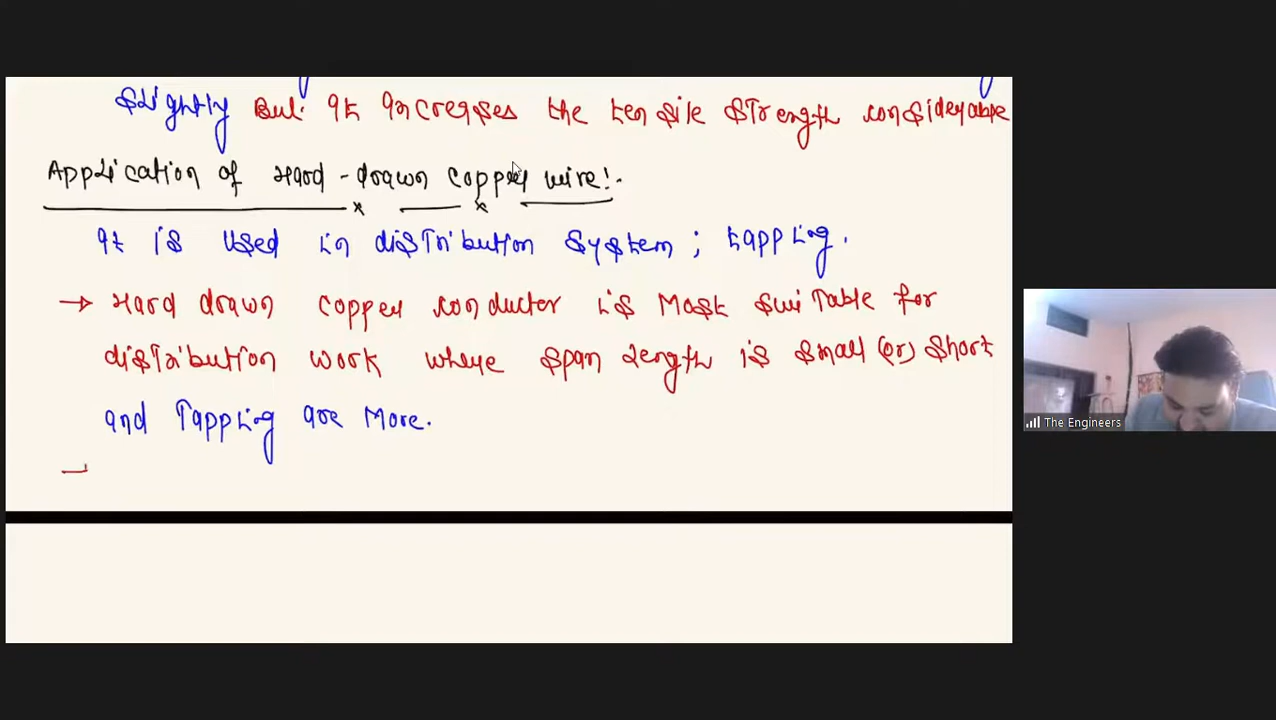 slightly But It Increases the tensile strength considerable
Application of Hard-drawn copper wire:-
It is used in distribution system; tapping.
→ Hard drawn copper conductor is Most suitable for
distribution work where span length is small (or) short
and Tapping are More.
The Engineers